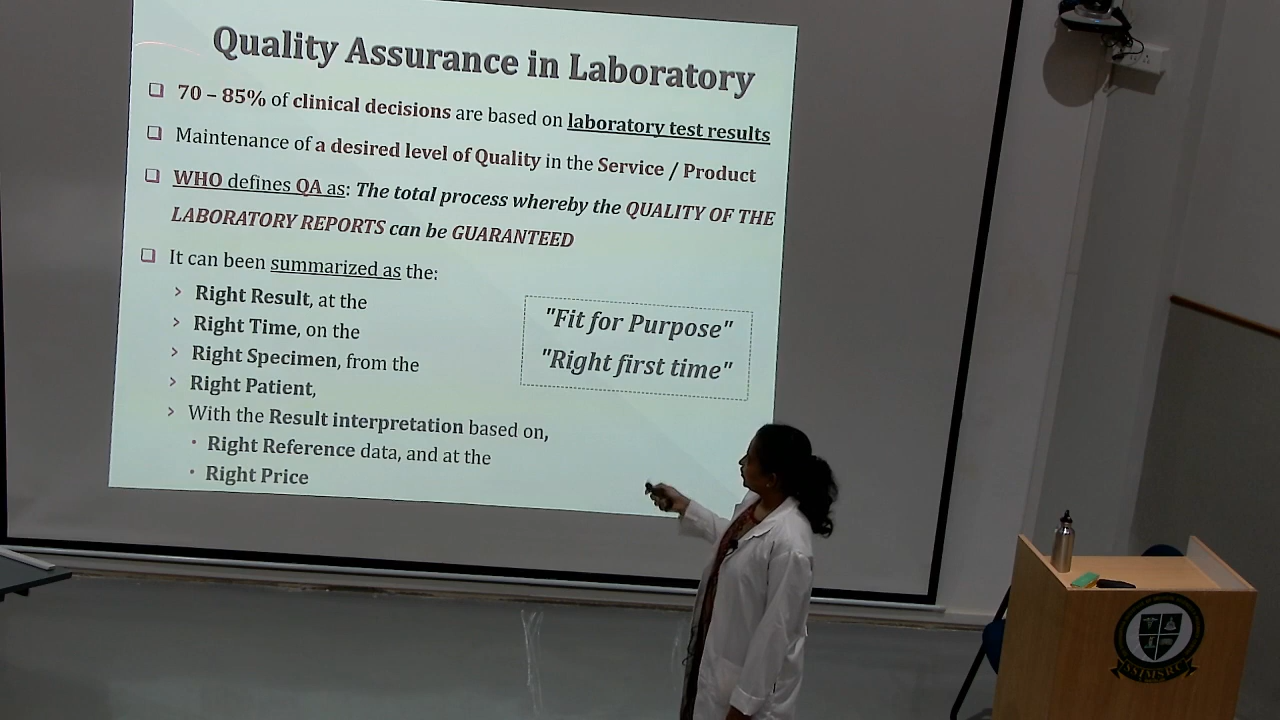 Quality Assurance in Laboratory
❑ 70 – 85% of clinical decisions are based on laboratory test results
❑ Maintenance of a desired level of Quality in the Service / Product
❑ WHO defines QA as: The total process whereby the QUALITY OF THE
LABORATORY REPORTS can be GUARANTEED
❑ It can been summarized as the:
› Right Result, at the
› Right Time, on the
› Right Specimen, from the
› Right Patient,
› With the Result interpretation based on,
• Right Reference data, and at the
• Right Price
"Fit for Purpose"
"Right first time"
SSIMSRC